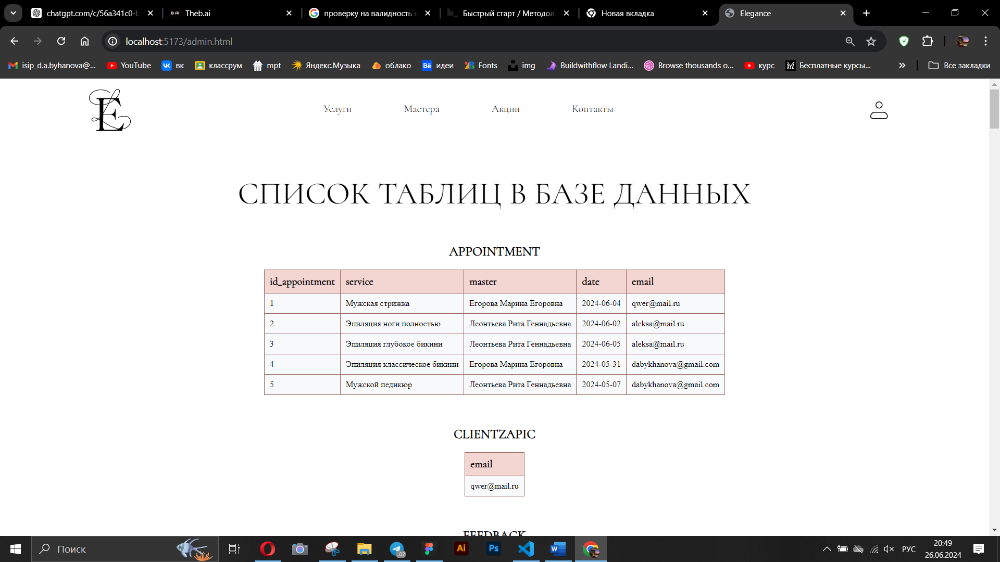 chatgpt.com/c/56a341c0-b
Theb.ai
проверку на валидность к
Быстрый старт / Методол
Новая вкладка
Elegance
localhost:5173/admin.html
isip_d.a.byhanova@...
YouTube
вк
классрум
mpt
Яндекс.Музыка
облако
идеи
Fonts
img
Buildwithflow Landi...
Browse thousands o...
курс
Бесплатные курсы...
Все закладки
E
Услуги
Мастера
Акции
Контакты
СПИСОК ТАБЛИЦ В БАЗЕ ДАННЫХ
APPOINTMENT
id_appointment service master date email
1 Мужская стрижка Егорова Марина Егоровна 2024-06-04 qwer@mail.ru
2 Эпиляция ноги полностью Леонтьева Рита Геннадьевна 2024-06-02 aleksa@mail.ru
3 Эпиляция глубокое бикини Леонтьева Рита Геннадьевна 2024-06-05 aleksa@mail.ru
4 Эпиляция классическое бикини Егорова Марина Егоровна 2024-05-31 dabykhanova@gmail.com
5 Мужской педикюр Леонтьева Рита Геннадьевна 2024-05-07 dabykhanova@gmail.com
CLIENTZAPIC
email
qwer@mail.ru
FEEDBACK
Поиск
РУС
20:49
26.06.2024